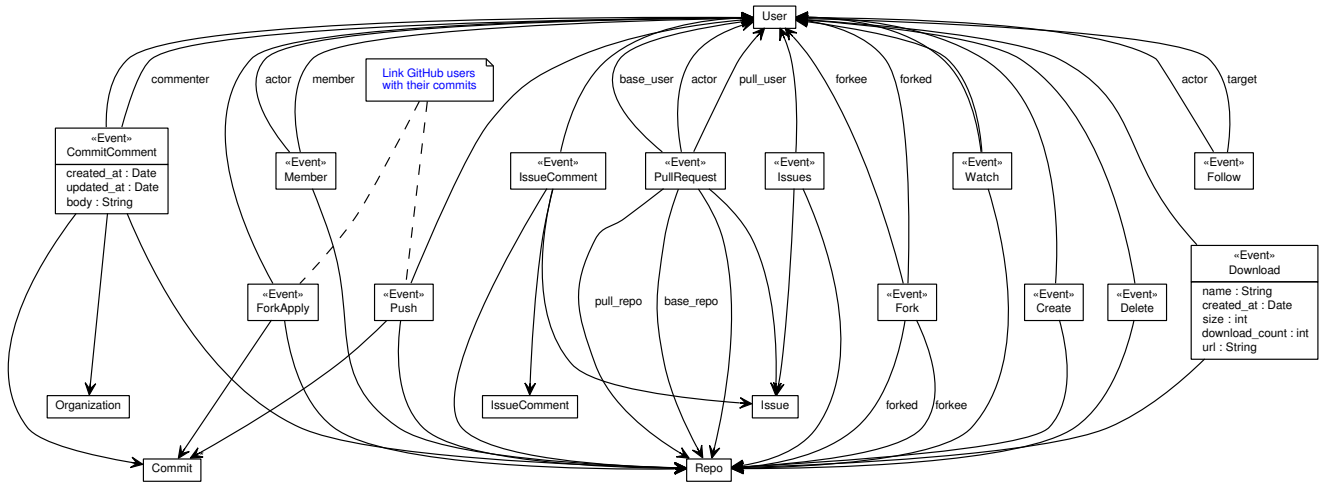 User
commenter
actor
member
Link GitHub users
with their commits
base_user
actor
pull_user
forkee
forked
actor
target
«Event»
CommitComment
created_at : Date
updated_at : Date
body : String
«Event»
Member
«Event»
IssueComment
«Event»
PullRequest
«Event»
Issues
«Event»
Watch
«Event»
Follow
«Event»
ForkApply
«Event»
Push
pull_repo
base_repo
«Event»
Fork
«Event»
Create
«Event»
Delete
«Event»
Download
name : String
created_at : Date
size : int
download_count : int
url : String
Organization
IssueComment
Issue
forked
forkee
Commit
Repo